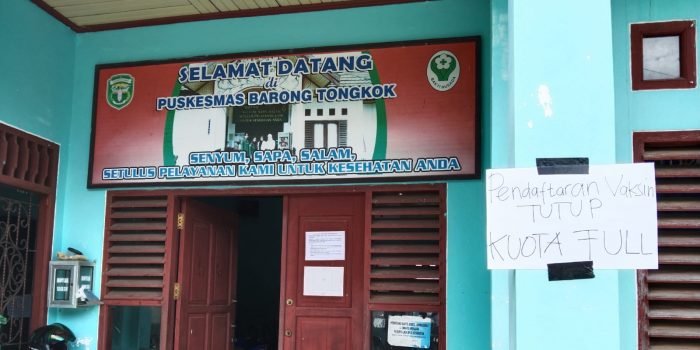 SELAMAT DATANG
di
PUSKESMAS BARONG TONGKOK
SENYUM, SAPA, SALAM,
SETULUS PELAYANAN KAMI UNTUK KESEHATAN ANDA
Pendaftaran Vaksin
TUTUP
KUOTA FULL